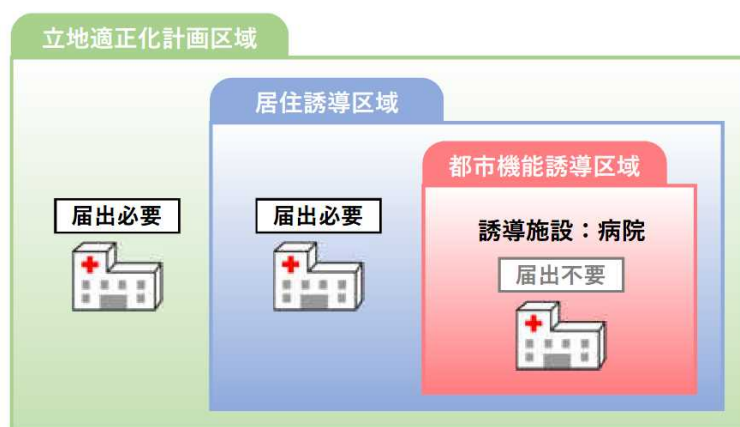 立地適正化計画区域
居住誘導区域
都市機能誘導区域
届出必要
届出必要
誘導施設：病院
届出不要